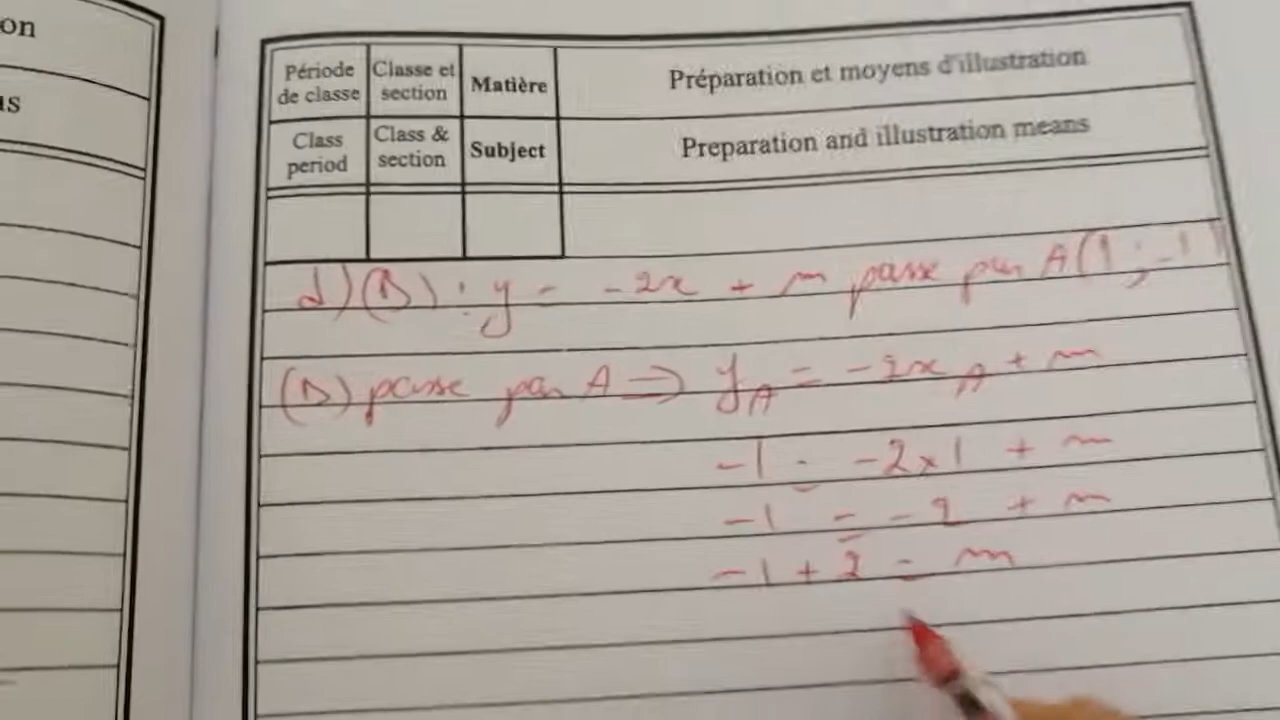 on
ns
Période de classe
Classe et section
Matière
Préparation et moyens d'illustration
Class period
Class & section
Subject
Preparation and illustration means
d) (D) : y = -2x + m passe par A(1 ; -1)
(D) passe par A ⇒ y_A = -2x_A + m
-1 = -2×1 + m
-1 = -2 + m
-1 + 2 = m